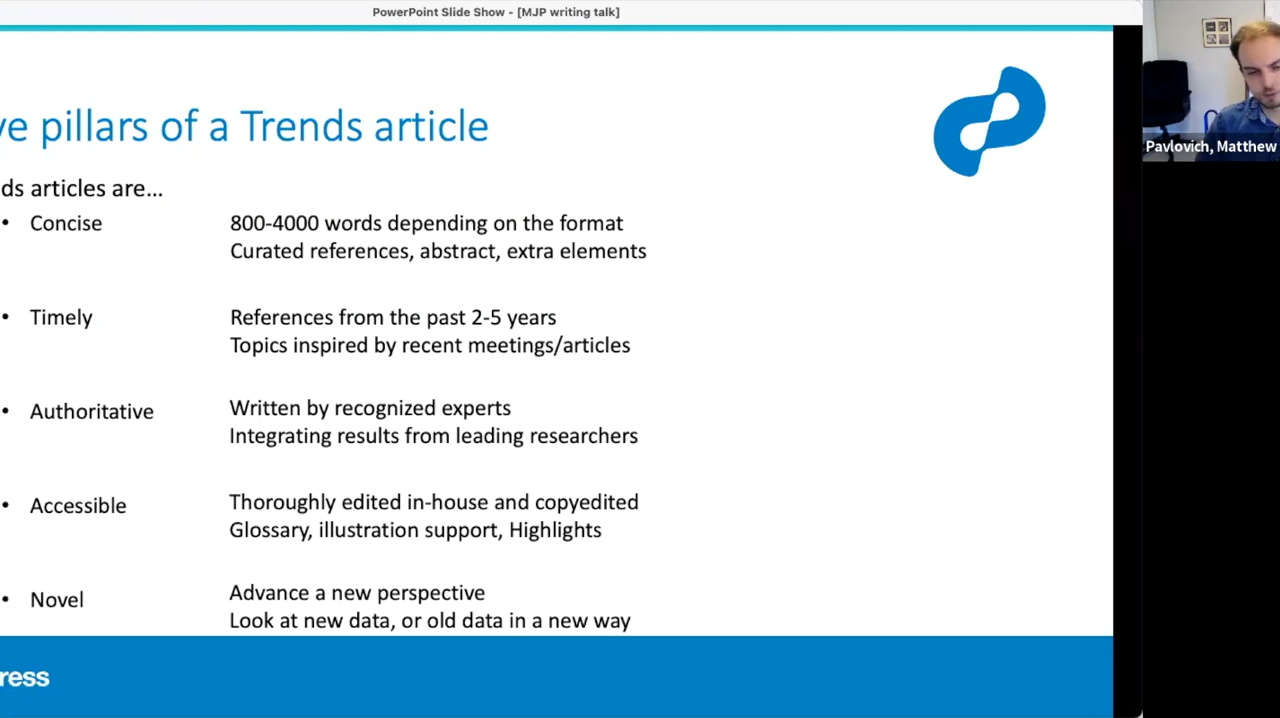 PowerPoint Slide Show - [MJP writing talk]
ve pillars of a Trends article
ds articles are...
• Concise 800-4000 words depending on the format
Curated references, abstract, extra elements
• Timely References from the past 2-5 years
Topics inspired by recent meetings/articles
• Authoritative Written by recognized experts
Integrating results from leading researchers
• Accessible Thoroughly edited in-house and copyedited
Glossary, illustration support, Highlights
• Novel Advance a new perspective
Look at new data, or old data in a new way
ress
Pavlovich, Matthew